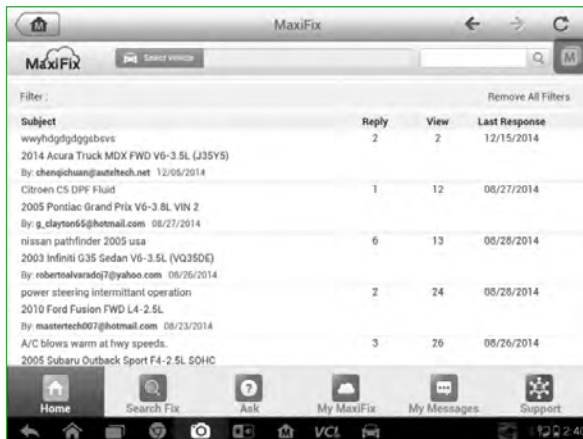 MaxiFix
MaxiFix Select vehicle M
Filter : Remove All Filters
Subject Reply View Last Response
wwyhdgdgdggsbsvs 2 2 12/15/2014
2014 Acura Truck MDX FWD V6-3.5L (J35Y5)
By: chenqichuan@auteltech.net 12/05/2014
Citroen C5 DPF Fluid 1 12 08/27/2014
2005 Pontiac Grand Prix V6-3.8L VIN 2
By: g_clayton65@hotmail.com 08/27/2014
nissan pathfinder 2005 usa 6 13 08/28/2014
2003 Infiniti G35 Sedan V6-3.5L (VQ35DE)
By: robertoalvaradoj7@yahoo.com 08/26/2014
power steering intermittant operation 2 24 08/28/2014
2010 Ford Fusion FWD L4-2.5L
By: mastertech007@hotmail.com 08/23/2014
A/C blows warm at hwy speeds. 3 26 08/26/2014
2005 Subaru Outback Sport F4-2.5L SOHC
Home Search Fix Ask My MaxiFix My Messages Support
VCL